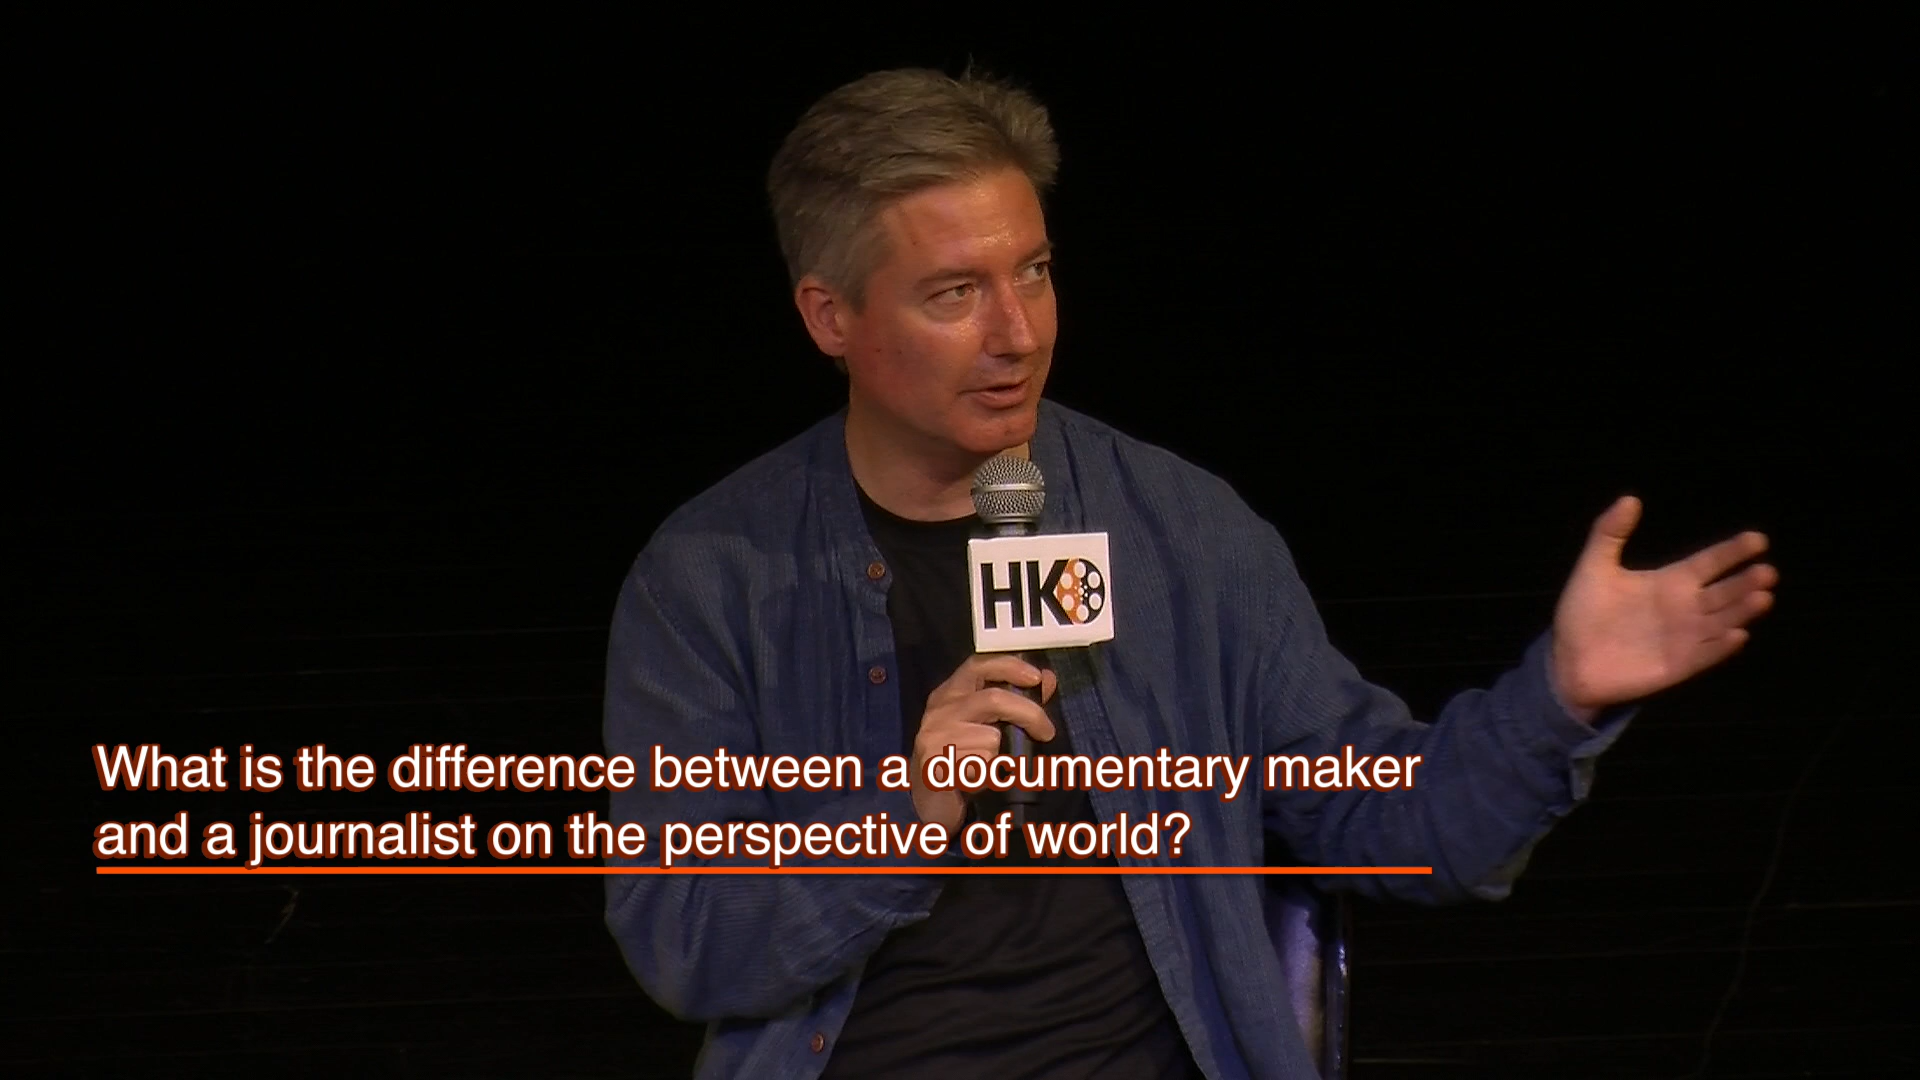 HK
What is the difference between a documentary maker
and a journalist on the perspective of world?